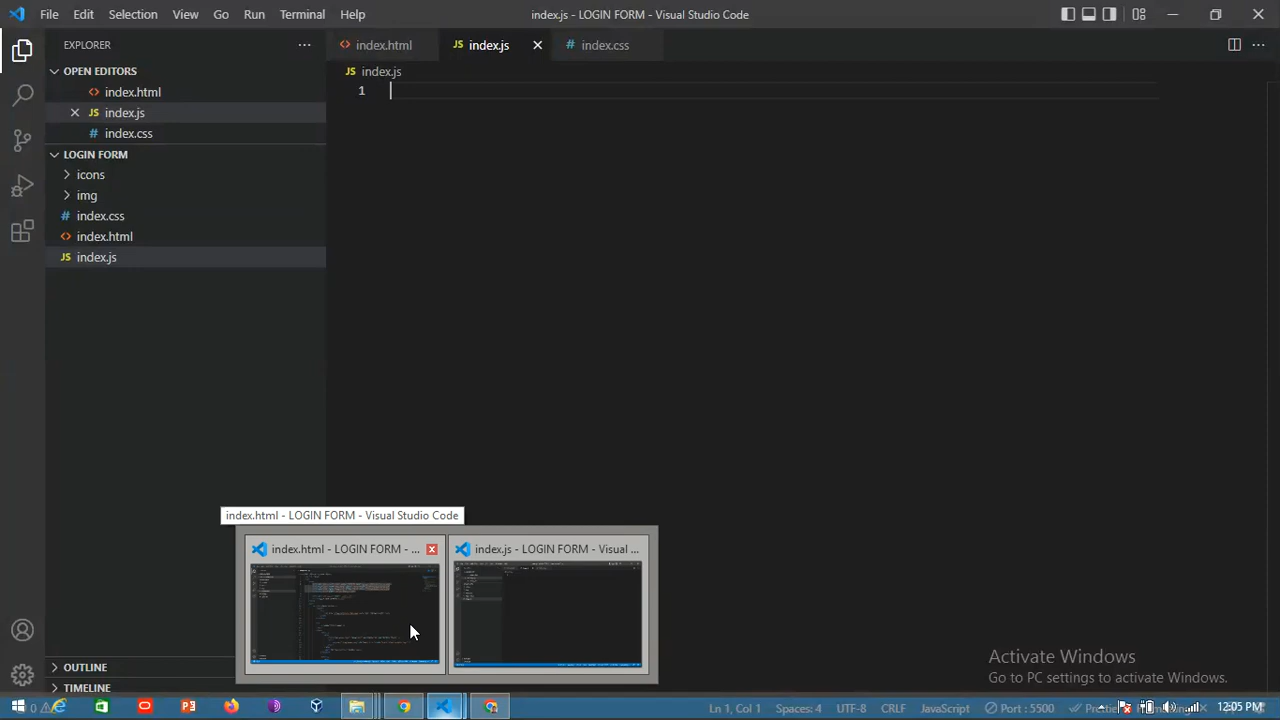 File Edit Selection View Go Run Terminal Help index.js - LOGIN FORM - Visual Studio Code
EXPLORER
index.html
JS index.js
# index.css
OPEN EDITORS
index.html
JS index.js
# index.css
LOGIN FORM
icons
img
# index.css
index.html
JS index.js
JS index.js
1
index.html - LOGIN FORM - Visual Studio Code
index.html - LOGIN FORM - ...
index.js - LOGIN FORM - Visual ...
OUTLINE
TIMELINE
Activate Windows
Go to PC settings to activate Windows.
Ln 1, Col 1 Spaces: 4 UTF-8 CRLF JavaScript Port : 5500
12:05 PM